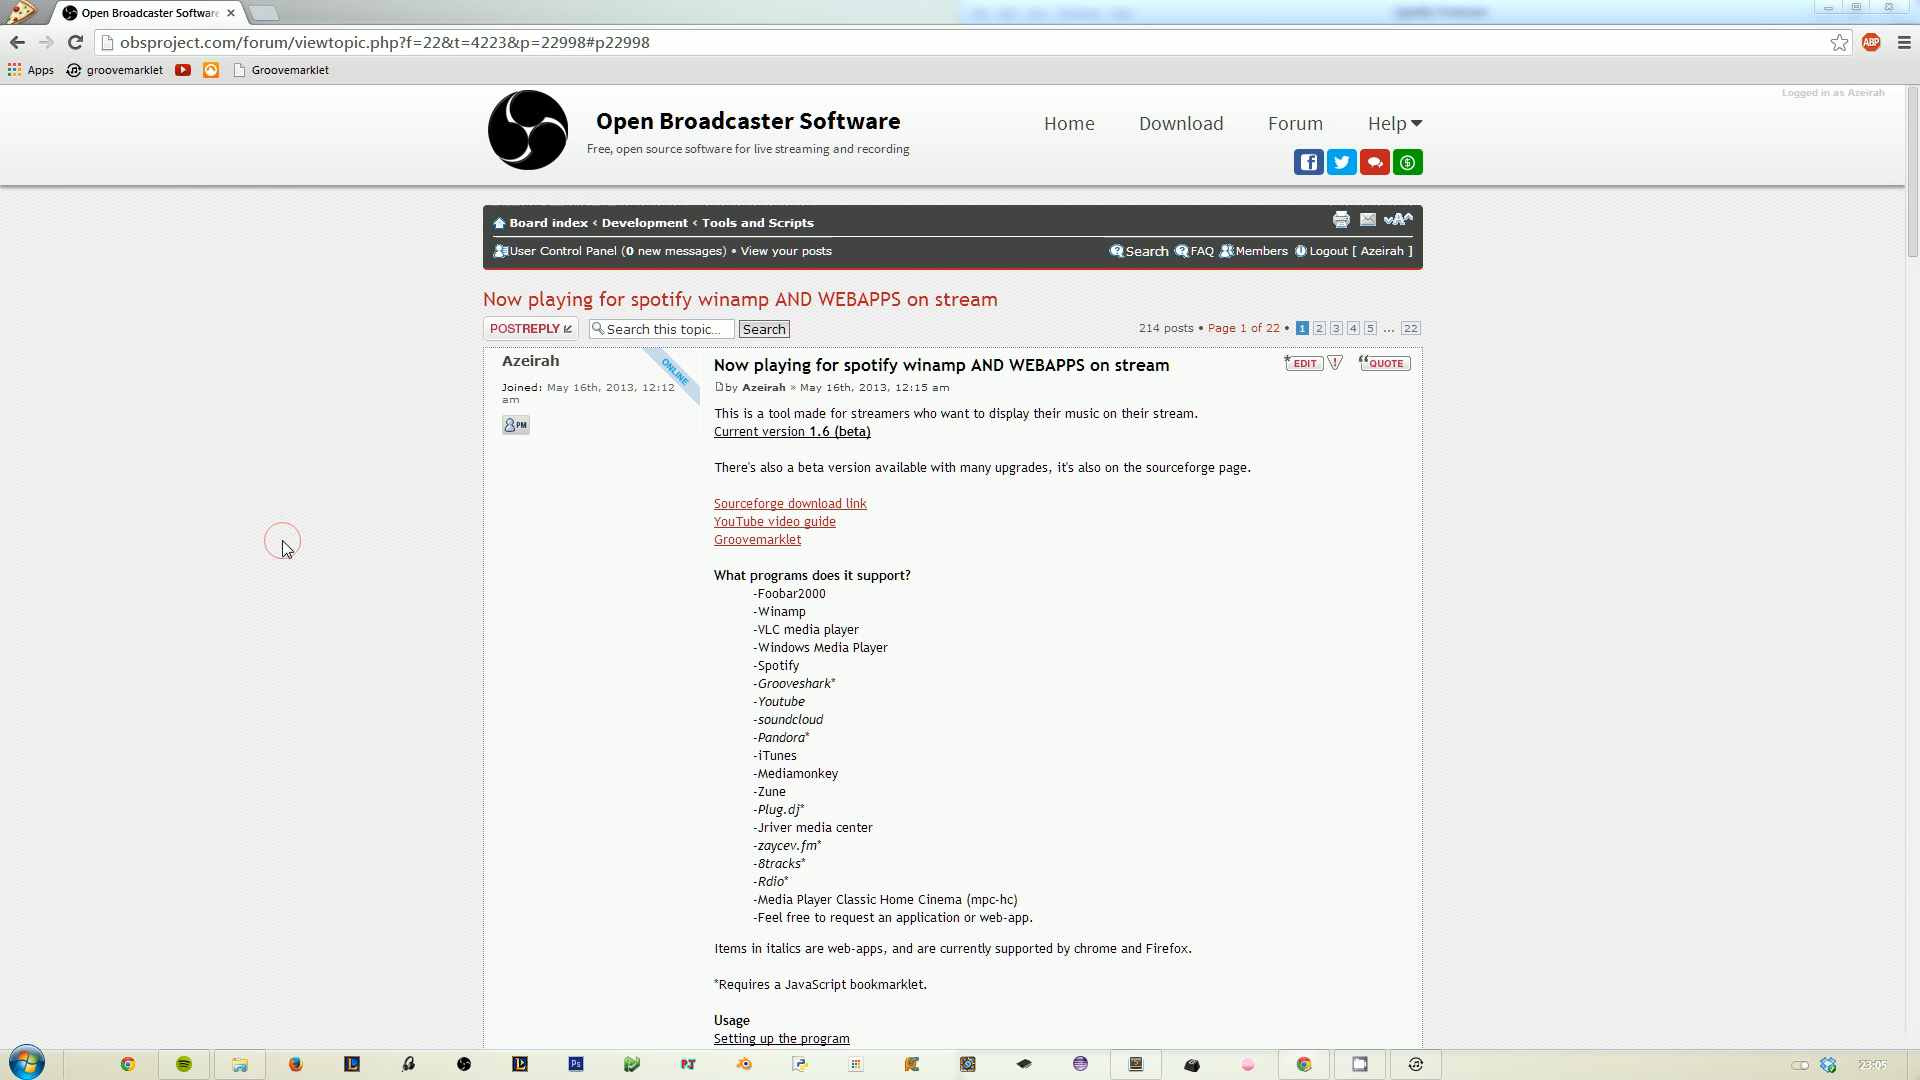 Open Broadcaster Software
obsproject.com/forum/viewtopic.php?f=22&t=4223&p=22998#p22998
ABP
Apps groovemarklet Groovemarklet
Logged in as Azeirah
Open Broadcaster Software
Free, open source software for live streaming and recording
Home Download Forum Help
Board index ‹ Development ‹ Tools and Scripts
User Control Panel (0 new messages) • View your posts
Search FAQ Members Logout [ Azeirah ]
Now playing for spotify winamp AND WEBAPPS on stream
POSTREPLY Search this topic... Search
214 posts • Page 1 of 22 • 1 2 3 4 5 ... 22
Azeirah
ONLINE
Joined: May 16th, 2013, 12:12
am
PM
Now playing for spotify winamp AND WEBAPPS on stream
EDIT QUOTE
by Azeirah » May 16th, 2013, 12:15 am
This is a tool made for streamers who want to display their music on their stream.
Current version 1.6 (beta)
There's also a beta version available with many upgrades, it's also on the sourceforge page.
Sourceforge download link
YouTube video guide
Groovemarklet
What programs does it support?
-Foobar2000
-Winamp
-VLC media player
-Windows Media Player
-Spotify
-Grooveshark*
-Youtube
-soundcloud
-Pandora*
-iTunes
-Mediamonkey
-Zune
-Plug.dj*
-Jriver media center
-zaycev.fm*
-8tracks*
-Rdio*
-Media Player Classic Home Cinema (mpc-hc)
-Feel free to request an application or web-app.
Items in italics are web-apps, and are currently supported by chrome and Firefox.
*Requires a JavaScript bookmarklet.
Usage
Setting up the program
23:05